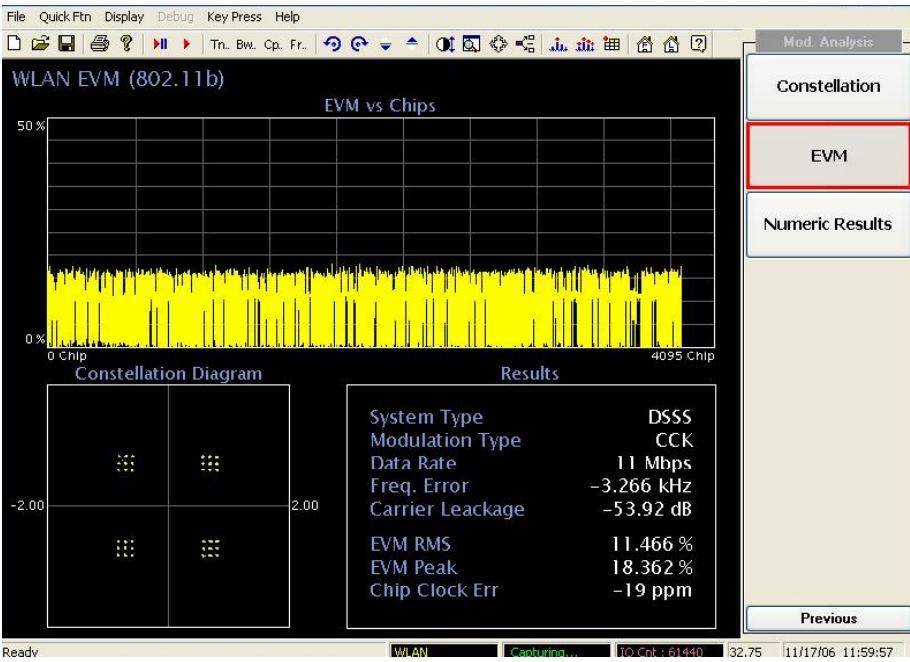 File Quick Ftn Display Debug Key Press Help
Tn.. Bw.. Cp.. Fr..
Mod. Analysis
WLAN EVM (802.11b)
EVM vs Chips
50 %
0 %
0 Chip
4095 Chip
Constellation Diagram
-2.00
2.00
Results
System Type DSSS
Modulation Type CCK
Data Rate 11 Mbps
Freq. Error -3.266 kHz
Carrier Leackage -53.92 dB
EVM RMS 11.466 %
EVM Peak 18.362 %
Chip Clock Err -19 ppm
Constellation
EVM
Numeric Results
Previous
Ready WLAN Capturing... IQ Cnt : 61440 32.75 11/17/06 11:59:57